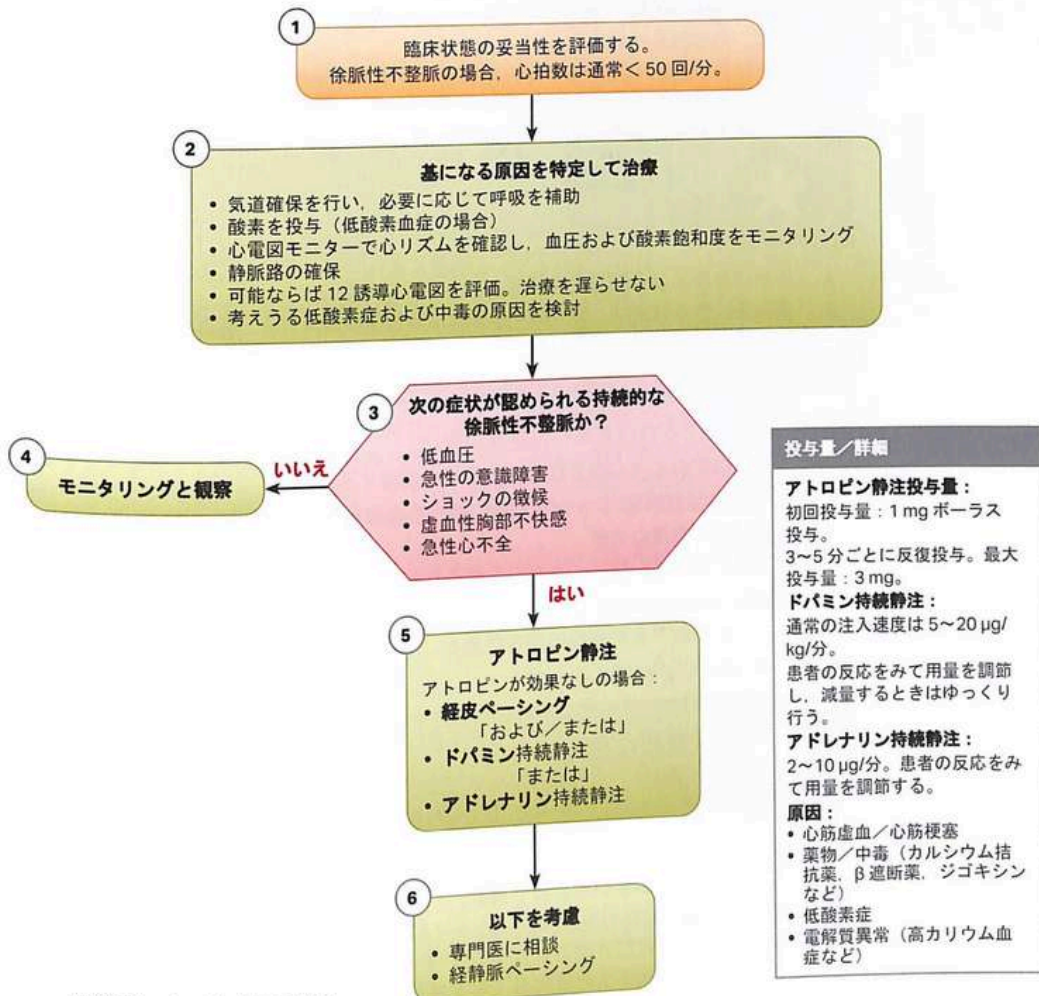 1
臨床状態の妥当性を評価する。
徐脈性不整脈の場合，心拍数は通常＜50 回/分。
2
基になる原因を特定して治療
• 気道確保を行い，必要に応じて呼吸を補助
• 酸素を投与（低酸素血症の場合）
• 心電図モニターで心リズムを確認し，血圧および酸素飽和度をモニタリング
• 静脈路の確保
• 可能ならば 12 誘導心電図を評価。治療を遅らせない
• 考えうる低酸素症および中毒の原因を検討
3
次の症状が認められる持続的な
徐脈性不整脈か？
• 低血圧
• 急性の意識障害
• ショックの徴候
• 虚血性胸部不快感
• 急性心不全
いいえ
4
モニタリングと観察
はい
5
アトロピン静注
アトロピンが効果なしの場合：
• 経皮ペーシング
「および／または」
• ドパミン持続静注
「または」
• アドレナリン持続静注
6
以下を考慮
• 専門医に相談
• 経静脈ペーシング
投与量／詳細
アトロピン静注投与量：
初回投与量：1 mg ボーラス
投与。
3〜5 分ごとに反復投与。最大
投与量：3 mg。
ドパミン持続静注：
通常の注入速度は 5〜20 μg/
kg/分。
患者の反応をみて用量を調節
し，減量するときはゆっくり
行う。
アドレナリン持続静注：
2〜10 μg/分。患者の反応をみ
て用量を調節する。
原因：
• 心筋虚血／心筋梗塞
• 薬物／中毒（カルシウム拮
抗薬，β 遮断薬，ジゴキシン
など）
• 低酸素症
• 電解質異常（高カリウム血
症など）